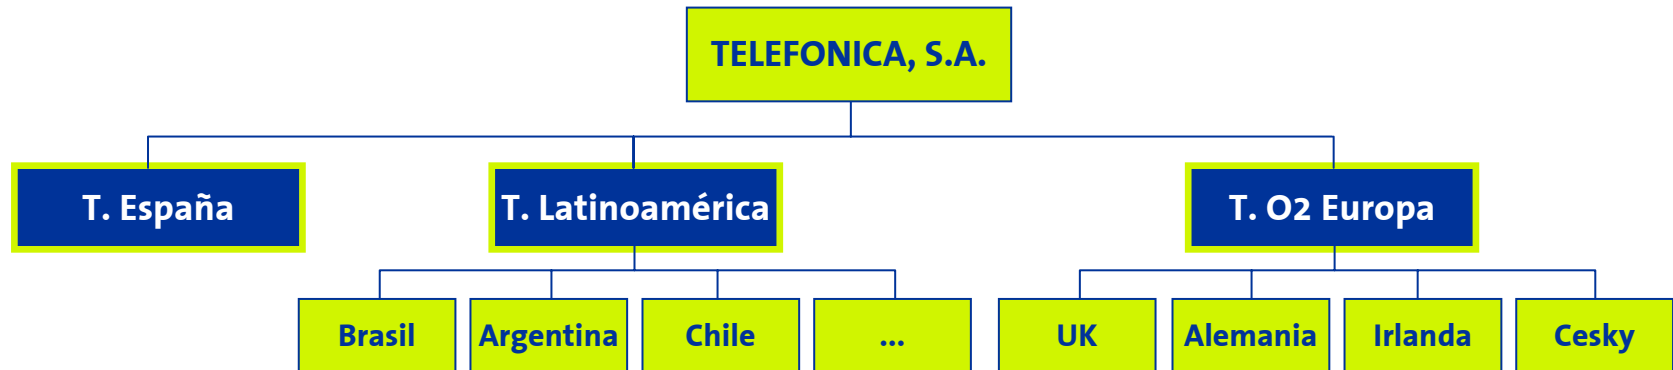 TELEFONICA, S.A.
T. España
T. Latinoamérica
T. O2 Europa
Brasil
Argentina
Chile
...
UK
Alemania
Irlanda
Cesky